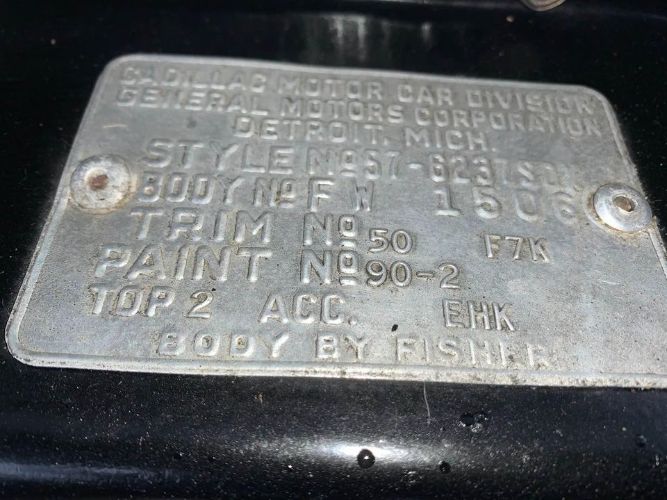 CADILLAC MOTOR CAR DIVISION
GENERAL MOTORS CORPORATION
DETROIT, MICH.
STYLE No 57-6237SDX
BODY No FW 1506
TRIM No 50 F7K
PAINT No 90-2
TOP 2 ACC. EHK
BODY BY FISHER